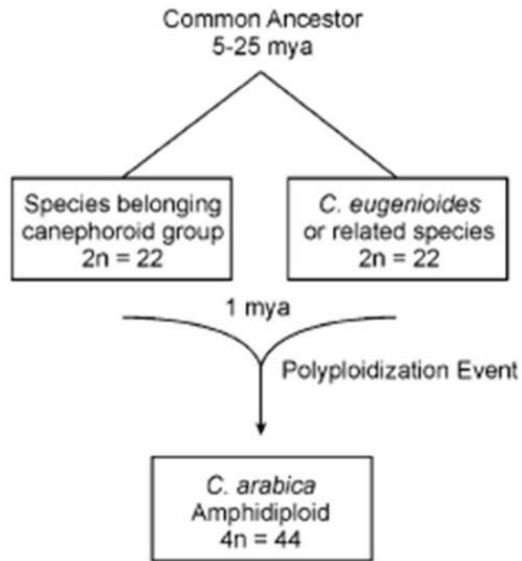 Common Ancestor
5-25 mya
Species belonging
canephoroid group
2n = 22
C. eugenioides
or related species
2n = 22
1 mya
Polyploidization Event
C. arabica
Amphidiploid
4n = 44